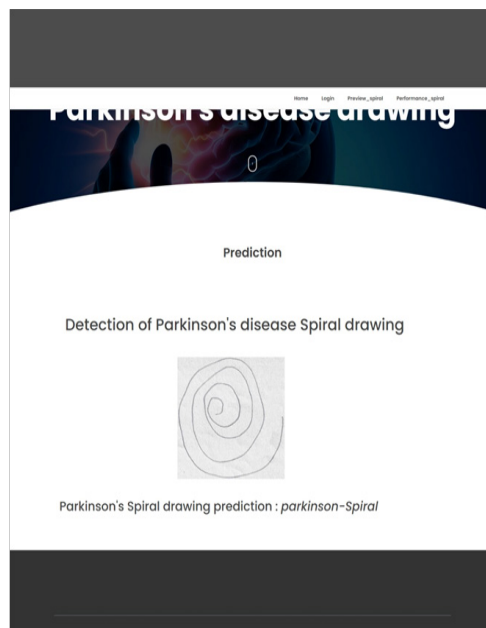 Home Login Preview_spiral Performance_spiral
Parkinson's disease drawing
Prediction
Detection of Parkinson's disease Spiral drawing
Parkinson's Spiral drawing prediction : parkinson-Spiral